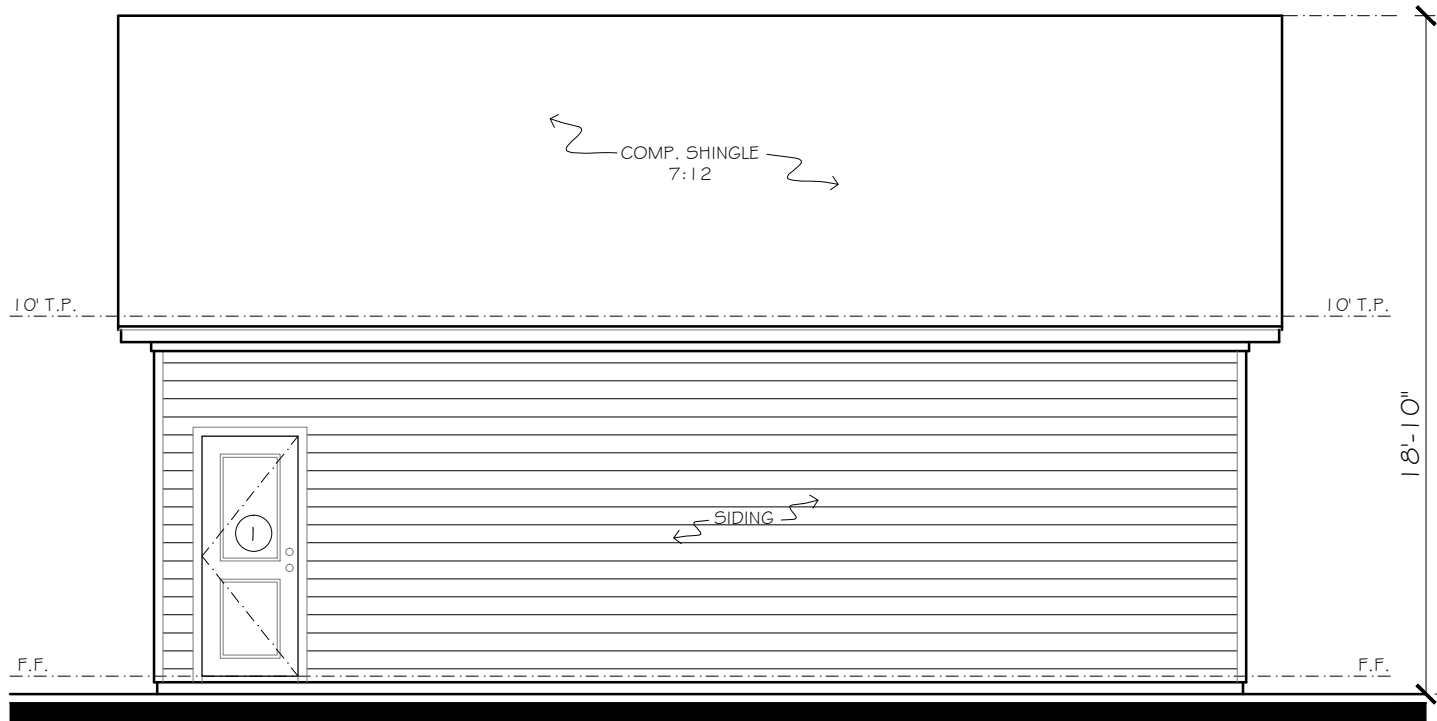 COMP. SHINGLE
7:12
10' T.P.
10' T.P.
18'-10"
SIDING
1
F.F.
F.F.